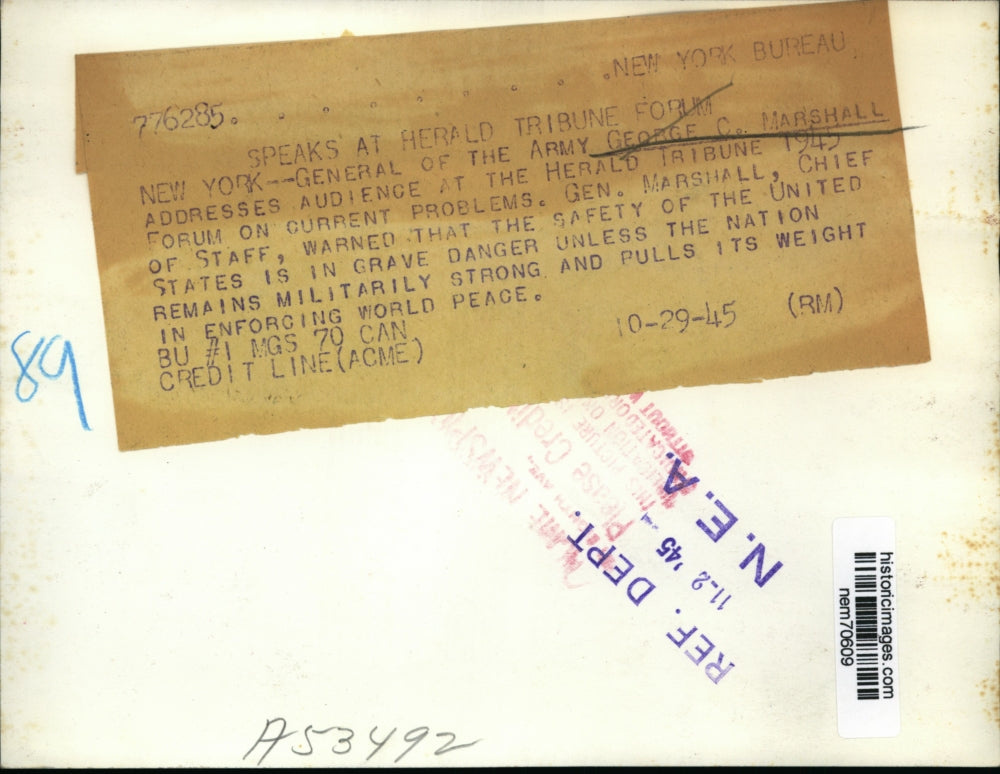 NEW YORK BUREAU
776285.
SPEAKS AT HERALD TRIBUNE FORUM
NEW YORK--GENERAL OF THE ARMY GEORGE C. MARSHALL
ADDRESSES AUDIENCE AT THE HERALD TRIBUNE 1945
FORUM ON CURRENT PROBLEMS. GEN. MARSHALL, CHIEF
OF STAFF, WARNED THAT THE SAFETY OF THE UNITED
STATES IS IN GRAVE DANGER UNLESS THE NATION
REMAINS MILITARILY STRONG AND PULLS ITS WEIGHT
IN ENFORCING WORLD PEACE.
BU #1 MGS 70 CAN
CREDIT LINE(ACME) 10-29-45 (RM)
89
Please Credit
REF. DEPT.
11-2 '45
N. E. A.
historicimages.com
nem70609
A53492